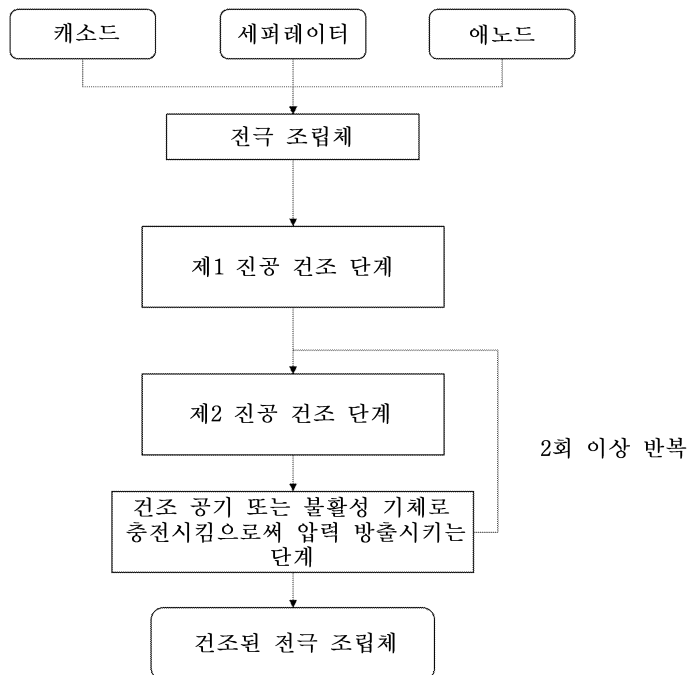 캐소드
세퍼레이터
애노드
전극 조립체
제1 진공 건조 단계
제2 진공 건조 단계
2회 이상 반복
건조 공기 또는 불활성 기체로
충전시킴으로써 압력 방출시키는
단계
건조된 전극 조립체